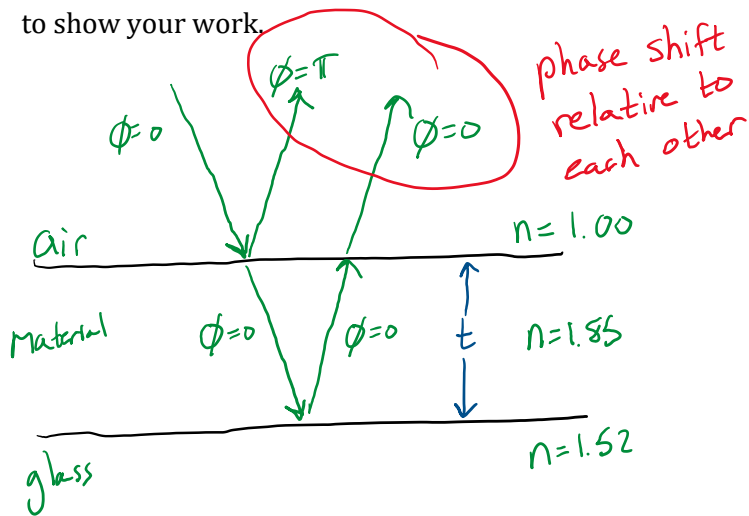 to show your work.
ϕ=π
phase shift
relative to
each other
ϕ=0
ϕ=0
air
n=1.00
Material
ϕ=0
ϕ=0
t
n=1.85
glass
n=1.52